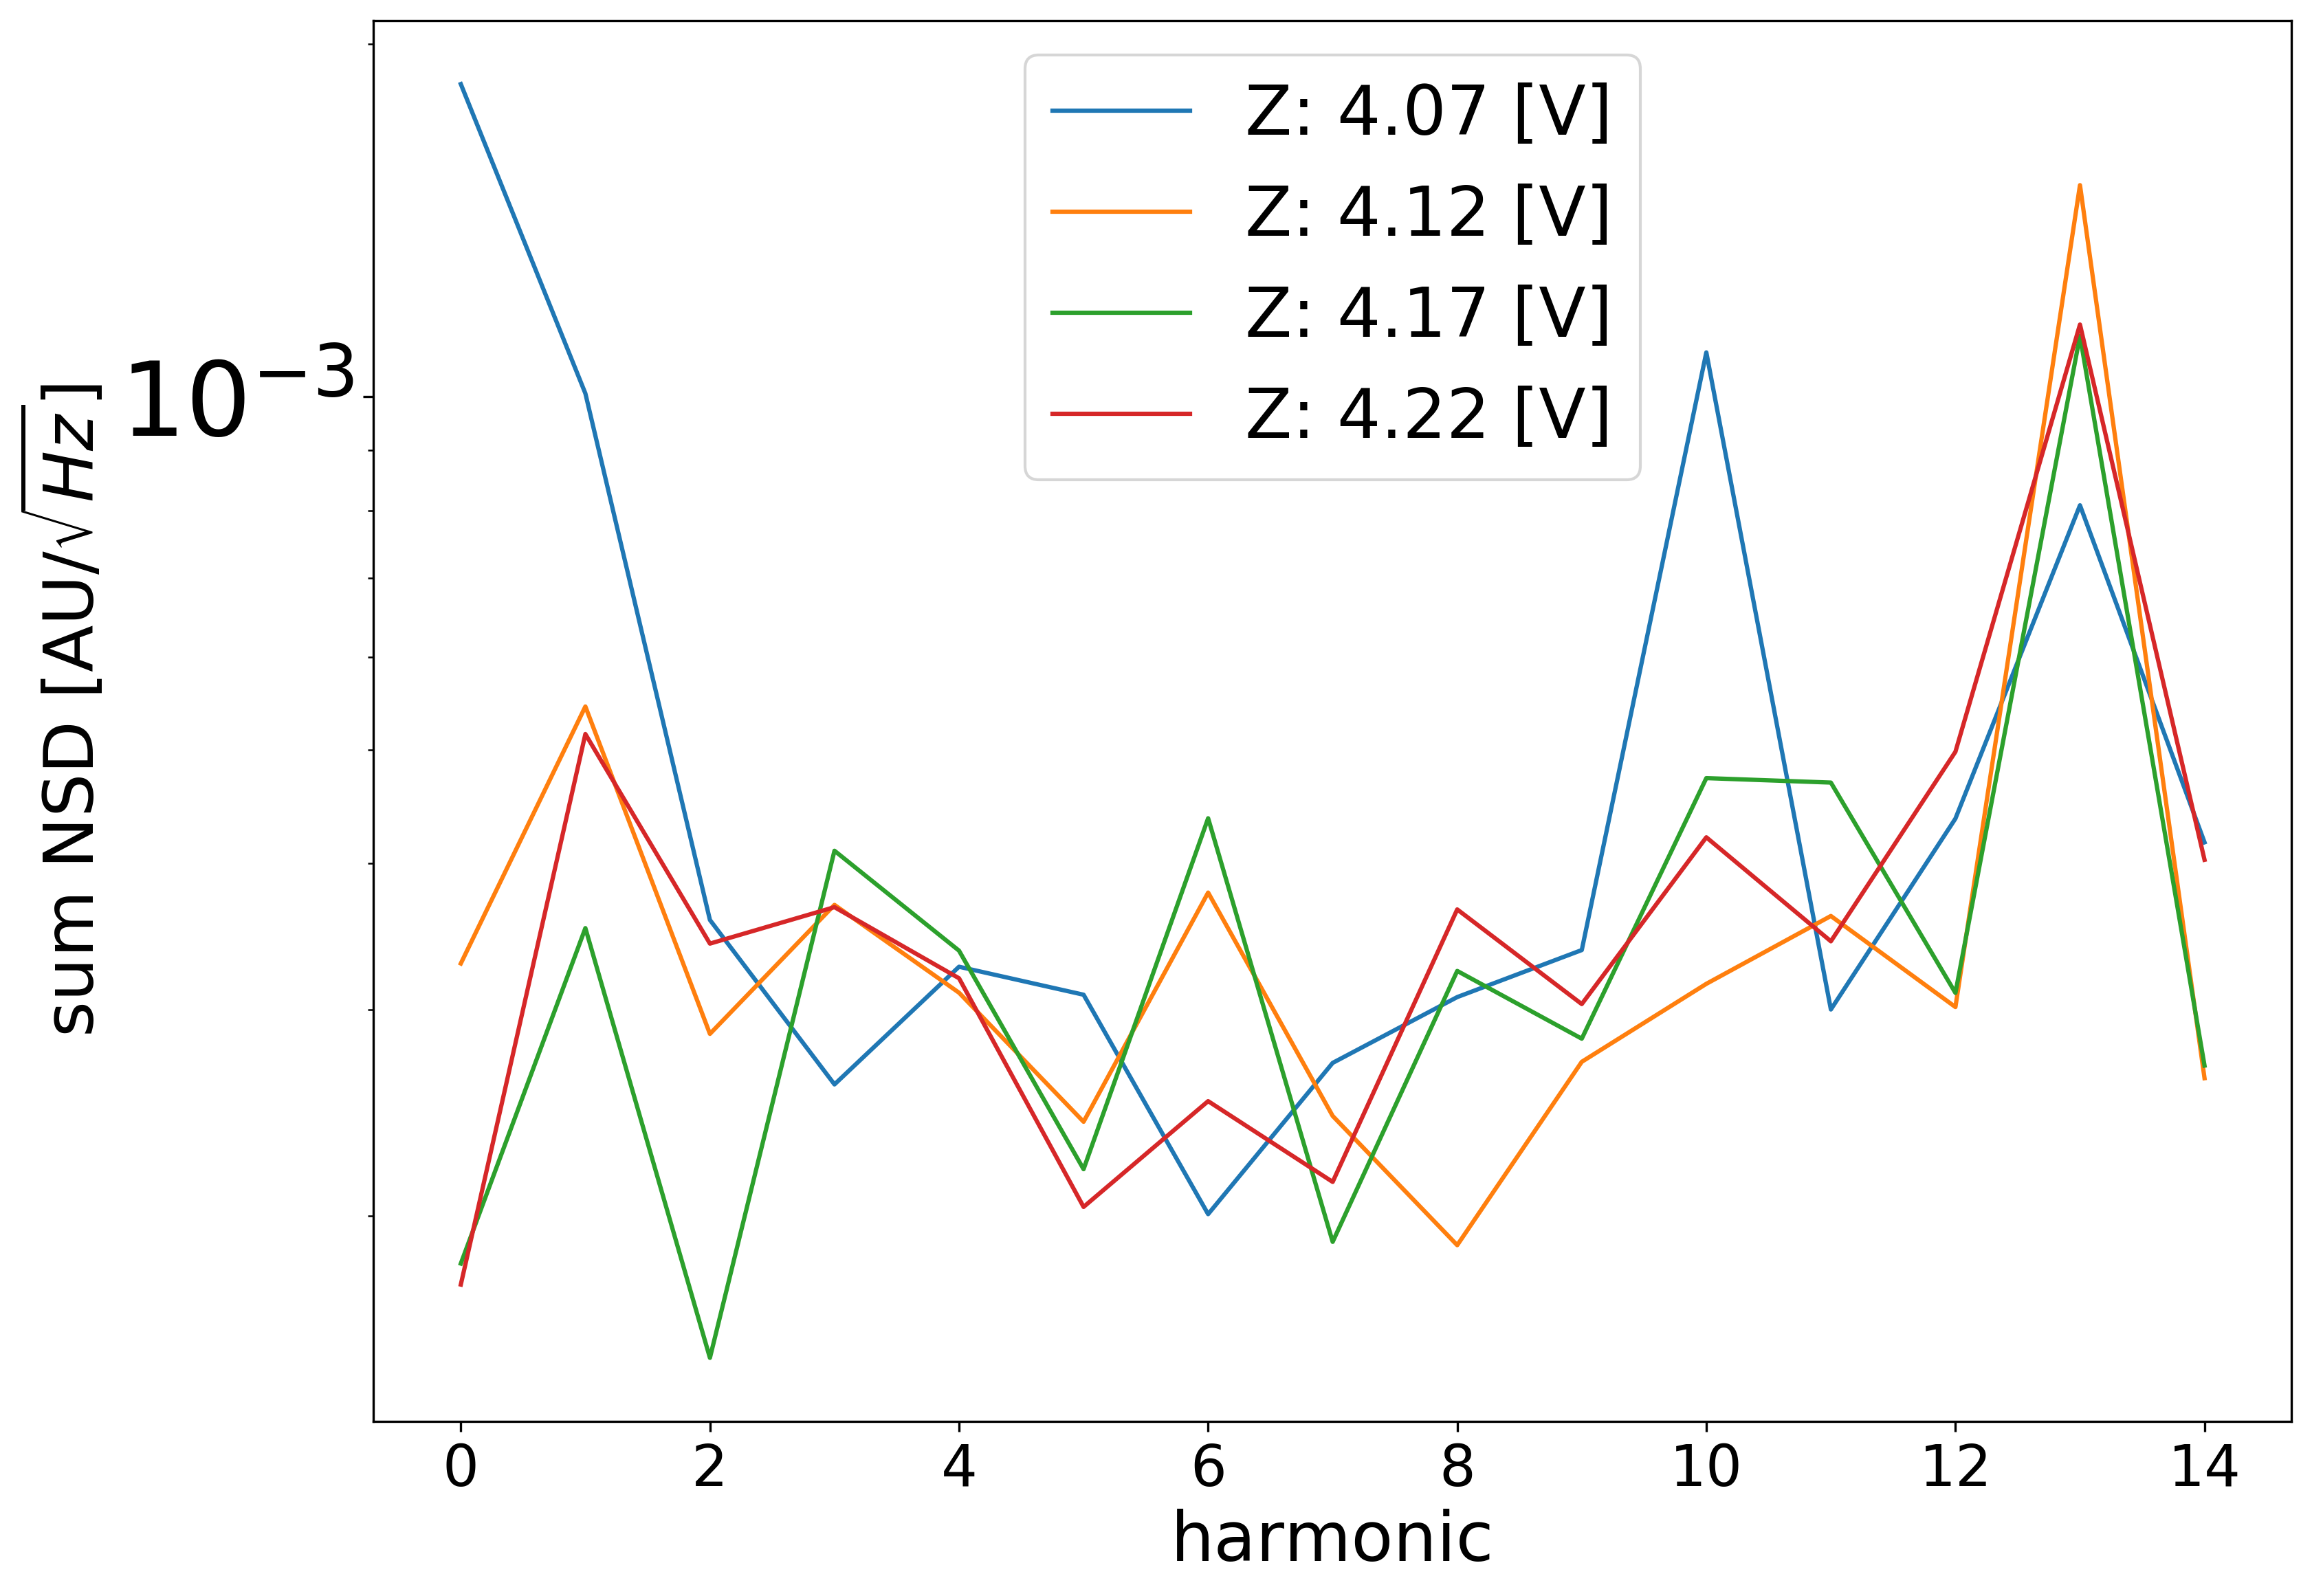 sum NSD [AU/√Hz]
10⁻³
Z: 4.07 [V]
Z: 4.12 [V]
Z: 4.17 [V]
Z: 4.22 [V]
0 2 4 6 8 10 12 14
harmonic